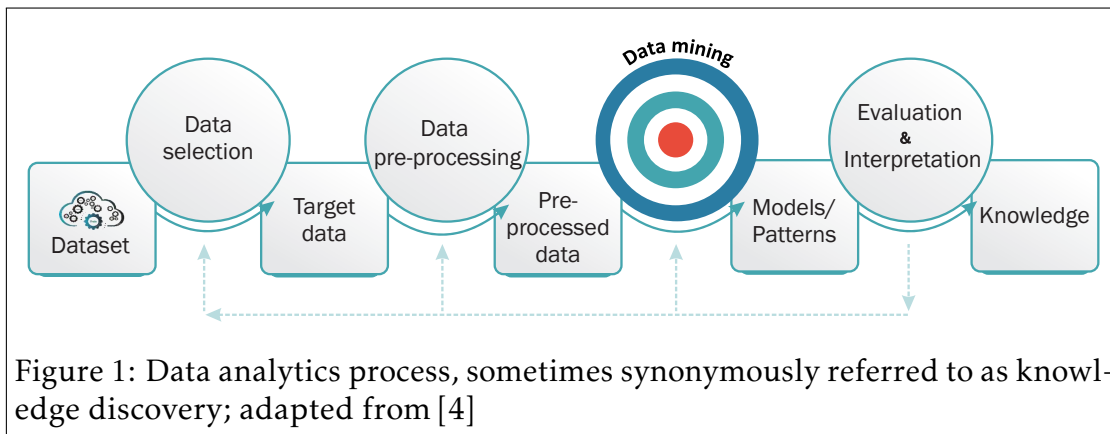 Data mining
Data
selection
Data
pre-processing
Evaluation
&
Interpretation
Dataset
Target
data
Pre-
processed
data
Models/
Patterns
Knowledge
Figure 1: Data analytics process, sometimes synonymously referred to as knowl-
edge discovery; adapted from [4]